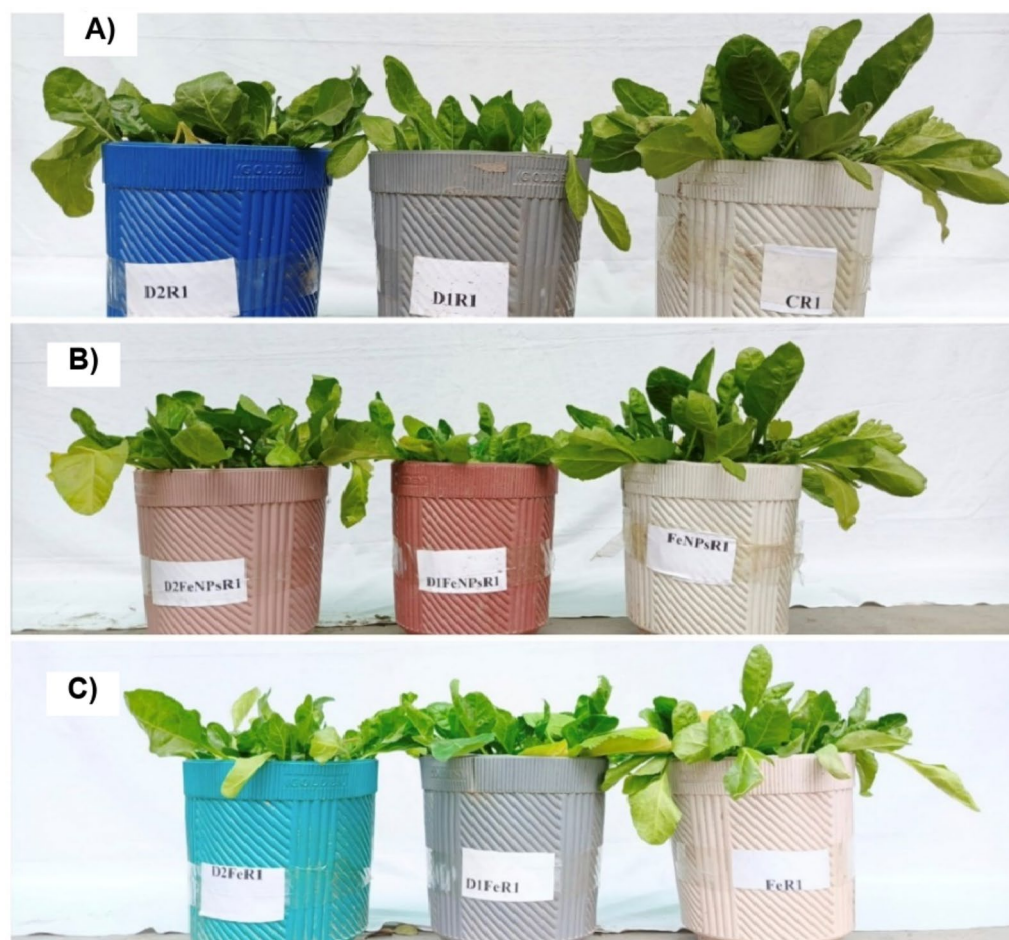 A)
D2R1
D1R1
CR1
B)
D2FeNPsR1
D1FeNPsR1
FeNPsR1
C)
D2FeR1
D1FeR1
FeR1